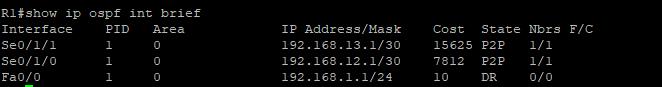 R1#show ip ospf int brief
Interface    PID   Area            IP Address/Mask    Cost  State Nbrs F/C
Se0/1/1      1     0               192.168.13.1/30    15625 P2P   1/1
Se0/1/0      1     0               192.168.12.1/30    7812  P2P   1/1
Fa0/0        1     0               192.168.1.1/24     10    DR    0/0